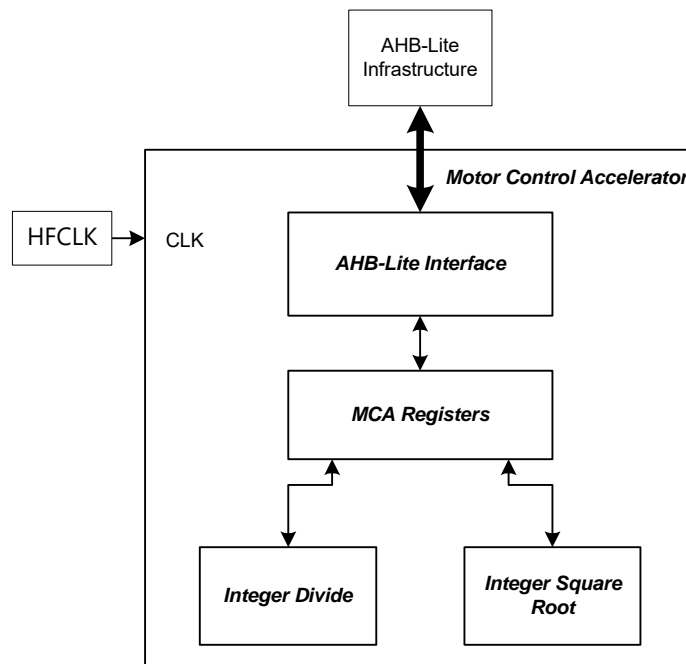 AHB-Lite
Infrastructure
Motor Control Accelerator
HFCLK
CLK
AHB-Lite Interface
MCA Registers
Integer Divide
Integer Square
Root